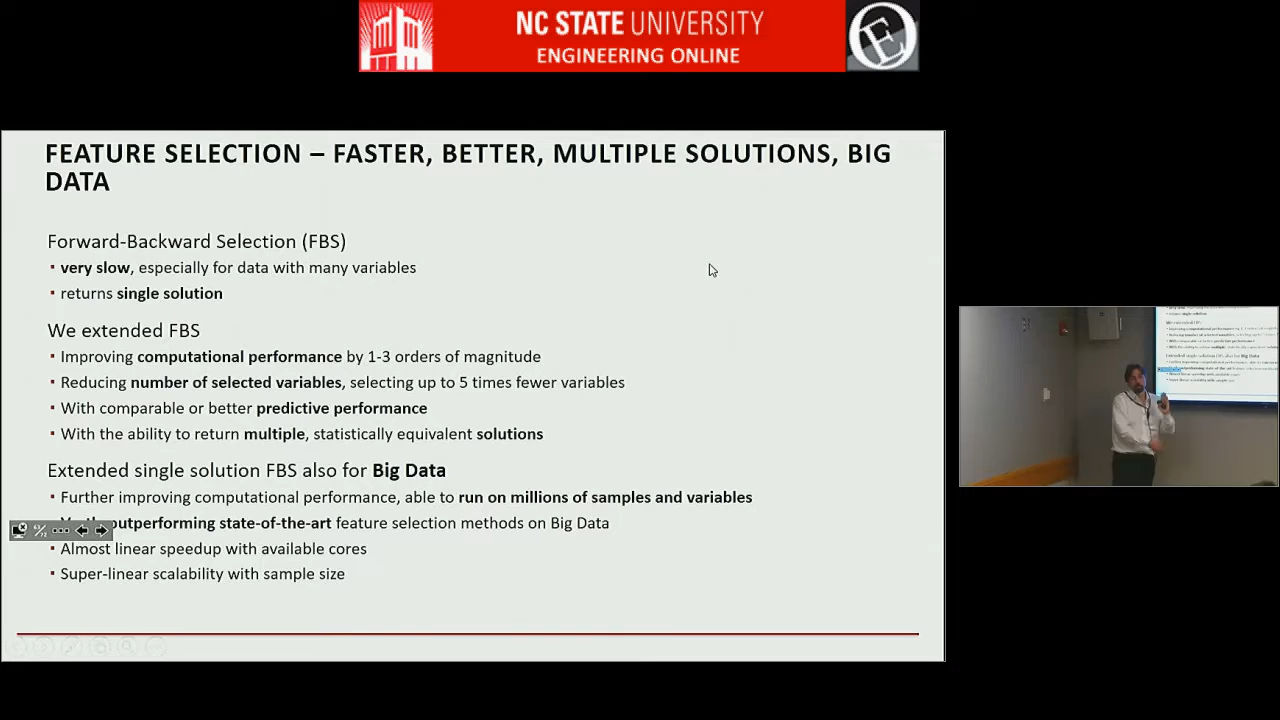 NC STATE UNIVERSITY
ENGINEERING ONLINE
FEATURE SELECTION – FASTER, BETTER, MULTIPLE SOLUTIONS, BIG
DATA
Forward-Backward Selection (FBS)
▪ very slow, especially for data with many variables
▪ returns single solution
We extended FBS
▪ Improving computational performance by 1-3 orders of magnitude
▪ Reducing number of selected variables, selecting up to 5 times fewer variables
▪ With comparable or better predictive performance
▪ With the ability to return multiple, statistically equivalent solutions
Extended single solution FBS also for Big Data
▪ Further improving computational performance, able to run on millions of samples and variables
outperforming state-of-the-art feature selection methods on Big Data
▪ Almost linear speedup with available cores
▪ Super-linear scalability with sample size